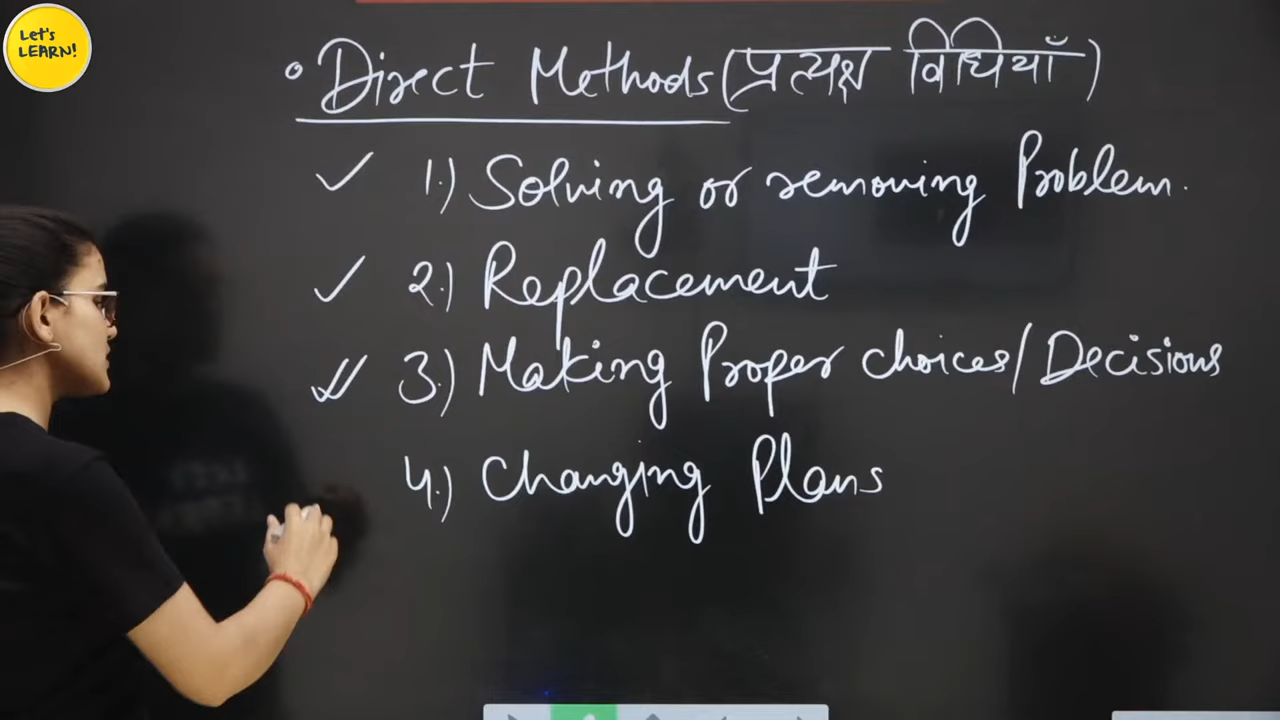 Let's
LEARN!
• Direct Methods (प्रत्यक्ष विधियाँ)
1.) Solving or removing Problem.
2.) Replacement
3.) Making Proper choices/Decisions
4.) Changing Plans